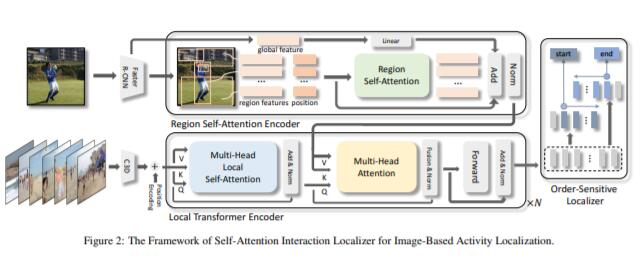 Faster
R-CNN
global feature
Linear
region features
position
...
...
...
Region
Self-Attention
Add
Norm
Region Self-Attention Encoder
start
end
...
...
...
Order-Sensitive
Localizer
C3D
+
Position
Encoding
V
K
Q
Multi-Head
Local
Self-Attention
Add & Norm
V
K
Q
Multi-Head
Attention
Fusion & Norm
Forward
Add & Norm
×N
Local Transformer Encoder
Figure 2: The Framework of Self-Attention Interaction Localizer for Image-Based Activity Localization.